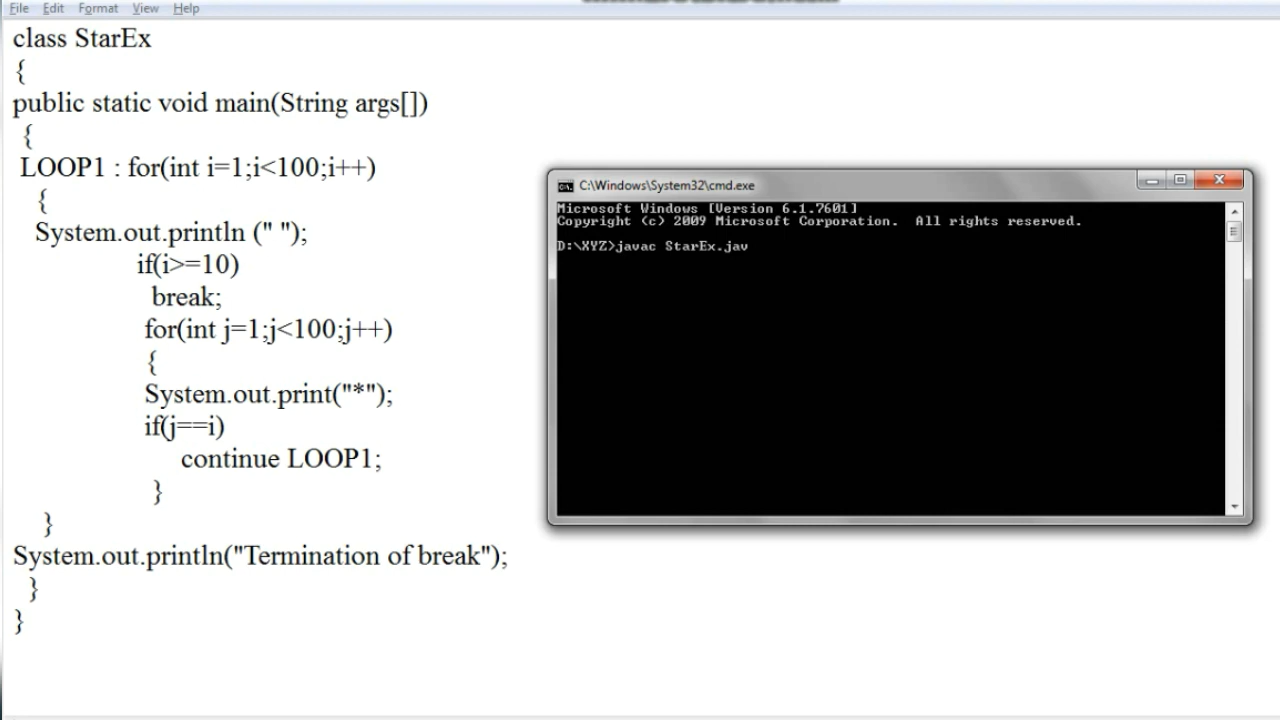 File Edit Format View Help
class StarEx
{
public static void main(String args[])
{
LOOP1 : for(int i=1;i<100;i++)
{
System.out.println (" ");
if(i>=10)
break;
for(int j=1;j<100;j++)
{
System.out.print("*");
if(j==i)
continue LOOP1;
}
}
System.out.println("Termination of break");
}
}
C:\Windows\System32\cmd.exe
Microsoft Windows [Version 6.1.7601]
Copyright (c) 2009 Microsoft Corporation. All rights reserved.
D:\XYZ>javac StarEx.jav